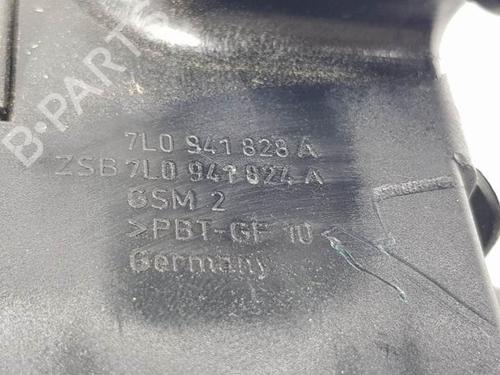 B-PARTS
7L0 941 828 A
ZSB 7L0 941 824 A
GSM 2
>PBT-GF 10<
Germany